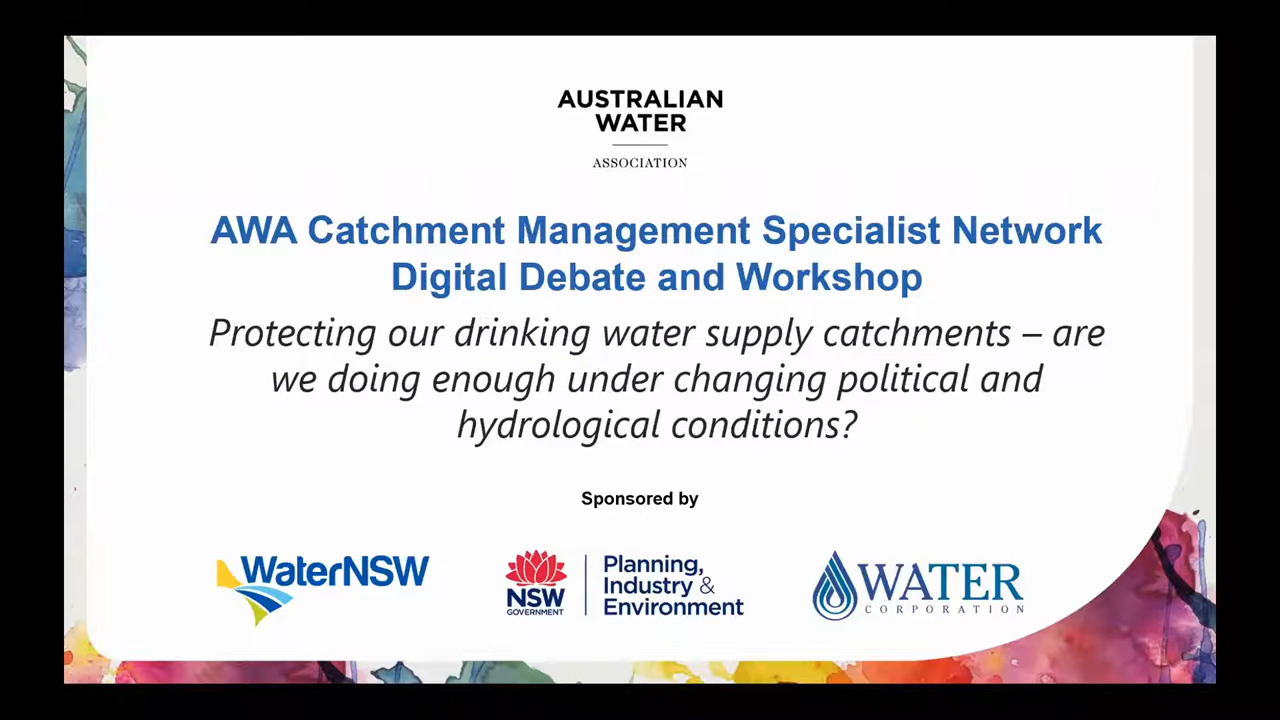 AUSTRALIAN
WATER
ASSOCIATION
AWA Catchment Management Specialist Network
Digital Debate and Workshop
Protecting our drinking water supply catchments – are
we doing enough under changing political and
hydrological conditions?
Sponsored by
WaterNSW
NSW
GOVERNMENT
Planning,
Industry &
Environment
WATER
CORPORATION